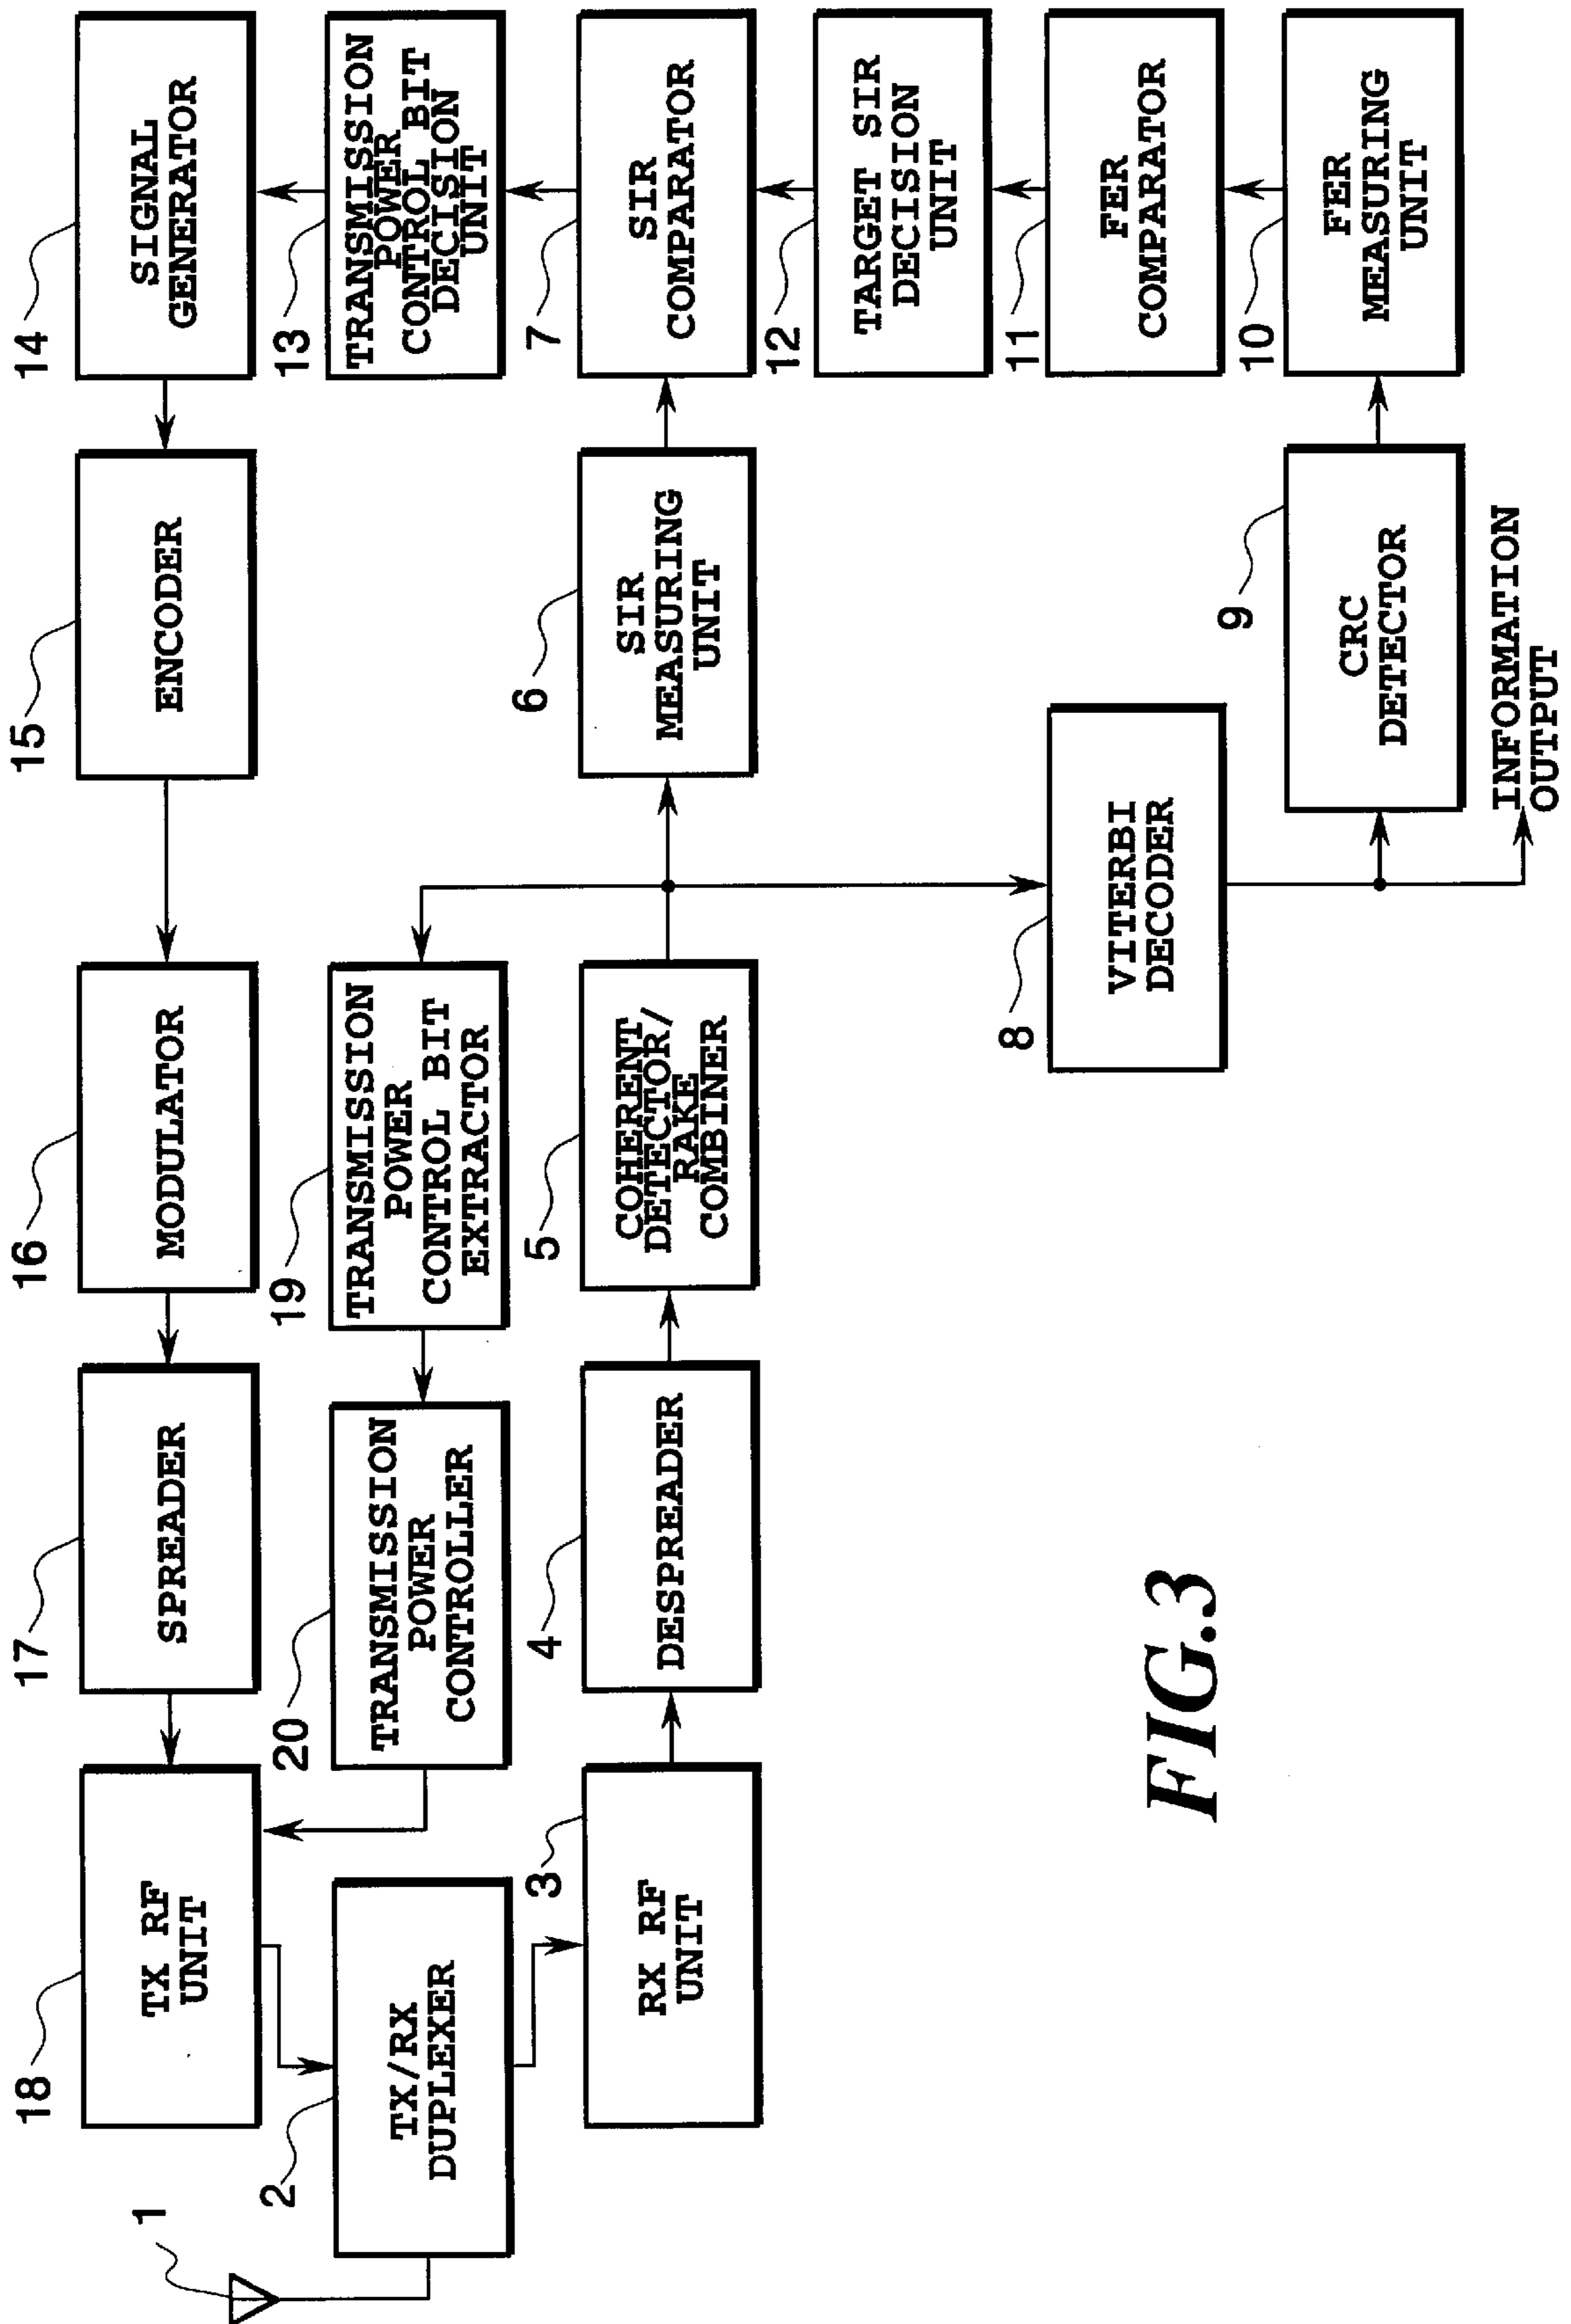 1
18
TX RF
UNIT
17
SPREADER
16
MODULATOR
15
ENCODER
14
SIGNAL
GENERATOR
2
TX/RX
DUPLEXER
20
TRANSMISSION
POWER
CONTROLLER
19
TRANSMISSION
POWER
CONTROL BIT
EXTRACTOR
13
TRANSMISSION
POWER
CONTROL BIT
DECISION
UNIT
3
RX RF
UNIT
4
DESPREADER
5
COHERENT
DETECTOR/
RAKE
COMBINER
6
SIR
MEASURING
UNIT
7
SIR
COMPARATOR
12
TARGET SIR
DECISION
UNIT
8
VITERBI
DECODER
11
FER
COMPARATOR
9
CRC
DETECTOR
10
FER
MEASURING
UNIT
INFORMATION
OUTPUT
FIG.3